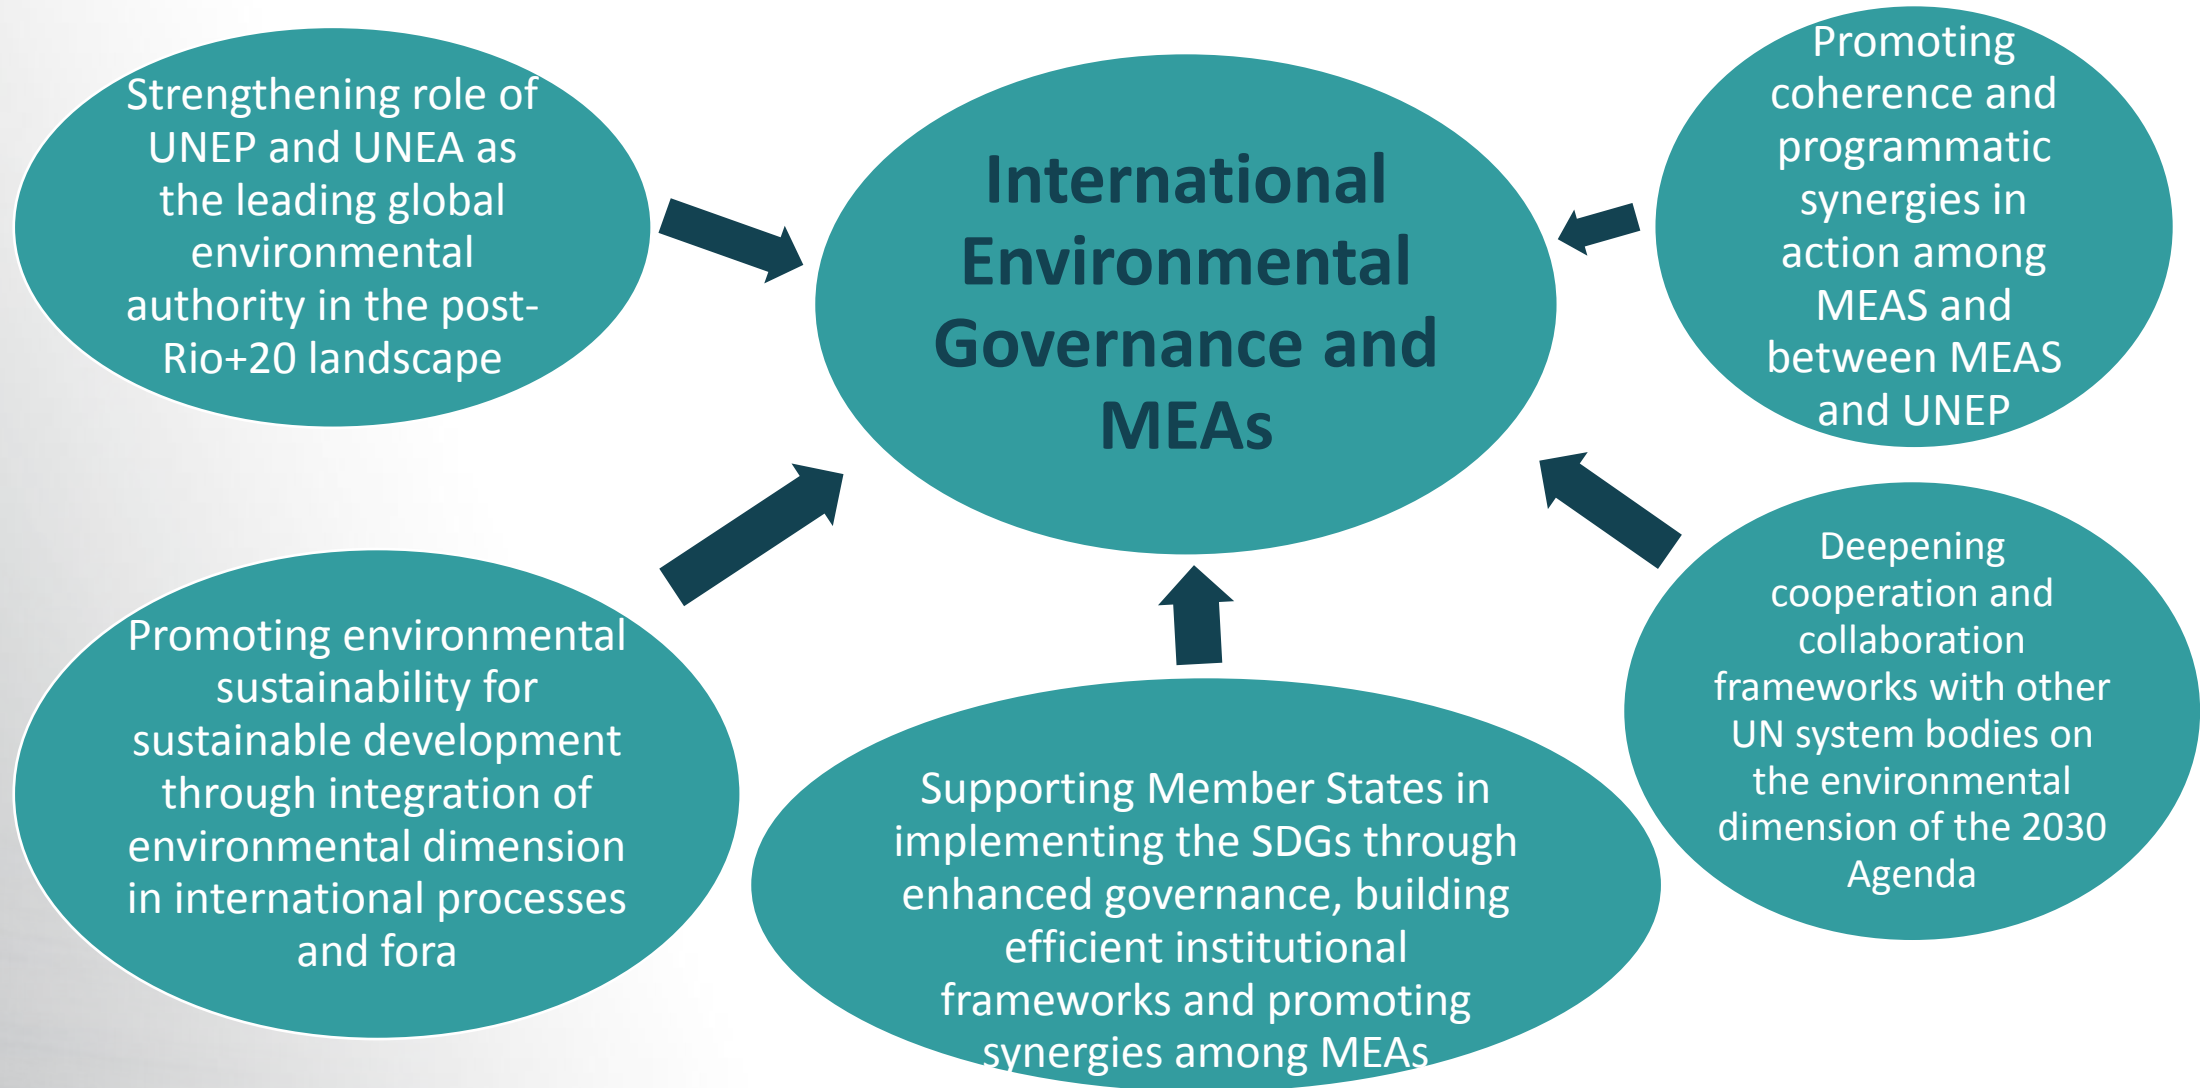 Strengthening role of
UNEP and UNEA as
the leading global
environmental
authority in the post-
Rio+20 landscape
International
Environmental
Governance and
MEAs
Promoting
coherence and
programmatic
synergies in
action among
MEAS and
between MEAS
and UNEP
Promoting environmental
sustainability for
sustainable development
through integration of
environmental dimension
in international processes
and fora
Supporting Member States in
implementing the SDGs through
enhanced governance, building
efficient institutional
frameworks and promoting
synergies among MEAs
Deepening
cooperation and
collaboration
frameworks with other
UN system bodies on
the environmental
dimension of the 2030
Agenda